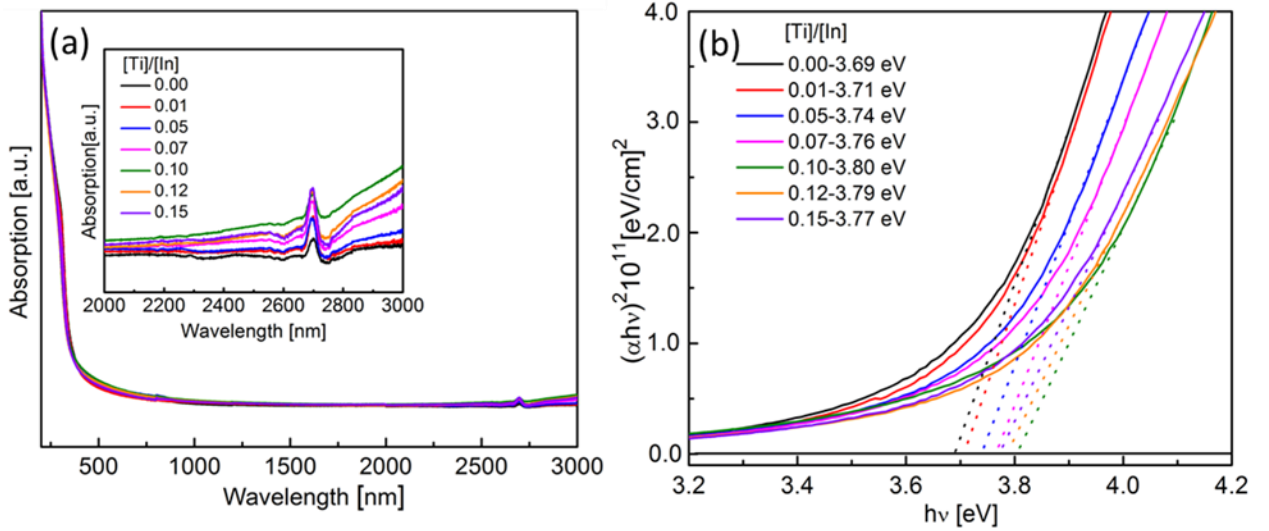 (a)
[Ti]/[In]
0.00
0.01
0.05
0.07
0.10
0.12
0.15
Absorption[a.u.]
2000 2200 2400 2600 2800 3000
Wavelength [nm]
Absorption [a.u.]
500 1000 1500 2000 2500 3000
Wavelength [nm]
(b)
[Ti]/[In]
0.00-3.69 eV
0.01-3.71 eV
0.05-3.74 eV
0.07-3.76 eV
0.10-3.80 eV
0.12-3.79 eV
0.15-3.77 eV
4.0
3.0
2.0
1.0
0.0
(αhν)²10¹¹[eV/cm]²
3.2 3.4 3.6 3.8 4.0 4.2
hν [eV]